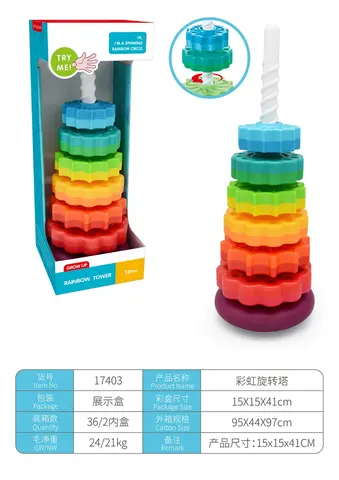 TRY
ME!
HI,
I'M A SPINNING
RAINBOW CIRCLE.
GROW UP
RAINBOW TOWER
12m+
货号
Item No
17403
产品名称
Product Name
彩虹旋转塔
包装
Package
展示盒
彩盒尺寸
Package Size
15X15X41cm
装箱数
Quantity
36/2内盒
外箱规格
Carton Size
95X44X97cm
毛净重
GW/NW
24/21kg
备注
Remark
产品尺寸:15x15x41CM